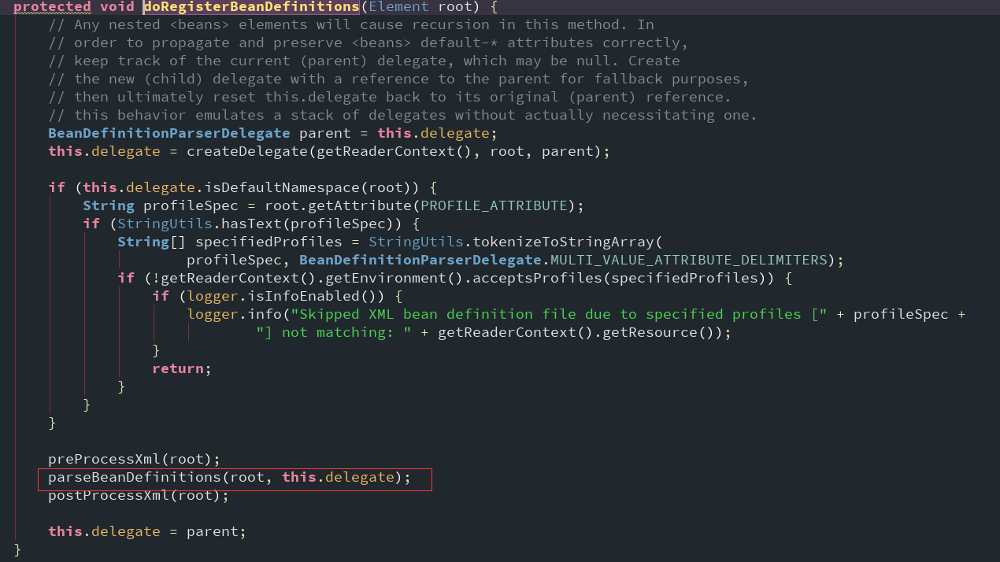 protected void doRegisterBeanDefinitions(Element root) {
// Any nested <beans> elements will cause recursion in this method. In
// order to propagate and preserve <beans> default-* attributes correctly,
// keep track of the current (parent) delegate, which may be null. Create
// the new (child) delegate with a reference to the parent for fallback purposes,
// then ultimately reset this.delegate back to its original (parent) reference.
// this behavior emulates a stack of delegates without actually necessitating one.
BeanDefinitionParserDelegate parent = this.delegate;
this.delegate = createDelegate(getReaderContext(), root, parent);
if (this.delegate.isDefaultNamespace(root)) {
String profileSpec = root.getAttribute(PROFILE_ATTRIBUTE);
if (StringUtils.hasText(profileSpec)) {
String[] specifiedProfiles = StringUtils.tokenizeToStringArray(
profileSpec, BeanDefinitionParserDelegate.MULTI_VALUE_ATTRIBUTE_DELIMITERS);
if (!getReaderContext().getEnvironment().acceptsProfiles(specifiedProfiles)) {
if (logger.isInfoEnabled()) {
logger.info("Skipped XML bean definition file due to specified profiles [" + profileSpec +
"] not matching: " + getReaderContext().getResource());
}
return;
}
}
}
preProcessXml(root);
parseBeanDefinitions(root, this.delegate);
postProcessXml(root);
this.delegate = parent;
}